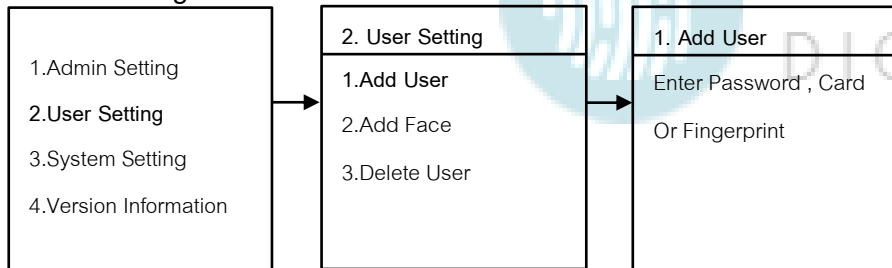 1.Admin Setting
2.User Setting
3.System Setting
4.Version Information
2. User Setting
1.Add User
2.Add Face
3.Delete User
1. Add User
Enter Password , Card
Or Fingerprint